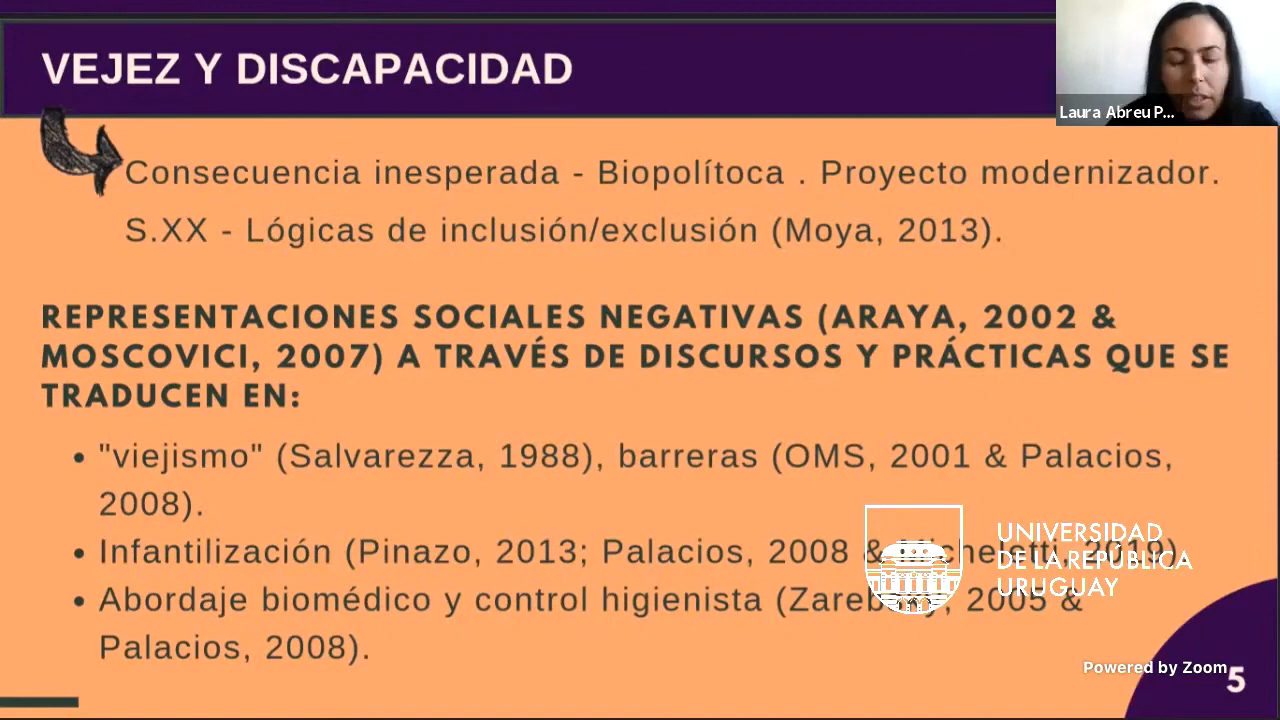 VEJEZ Y DISCAPACIDAD
Laura Abreu P...
Consecuencia inesperada - Biopolítoca . Proyecto modernizador.
S.XX - Lógicas de inclusión/exclusión (Moya, 2013).
REPRESENTACIONES SOCIALES NEGATIVAS (ARAYA, 2002 &
MOSCOVICI, 2007) A TRAVÉS DE DISCURSOS Y PRÁCTICAS QUE SE
TRADUCEN EN:
• "viejismo" (Salvarezza, 1988), barreras (OMS, 2001 & Palacios,
2008).
• Infantilización (Pinazo, 2013; Palacios, 2008 &
• Abordaje biomédico y control higienista ( 2005 &
Palacios, 2008).
UNIVERSIDAD
DE LA REPÚBLICA
URUGUAY
Powered by Zoom
5